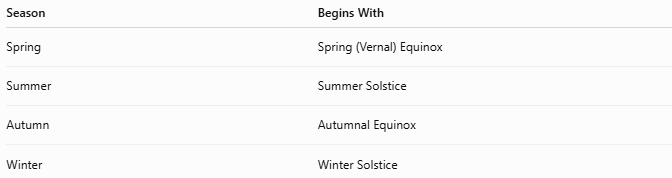 Season Begins With
Spring Spring (Vernal) Equinox
Summer Summer Solstice
Autumn Autumnal Equinox
Winter Winter Solstice